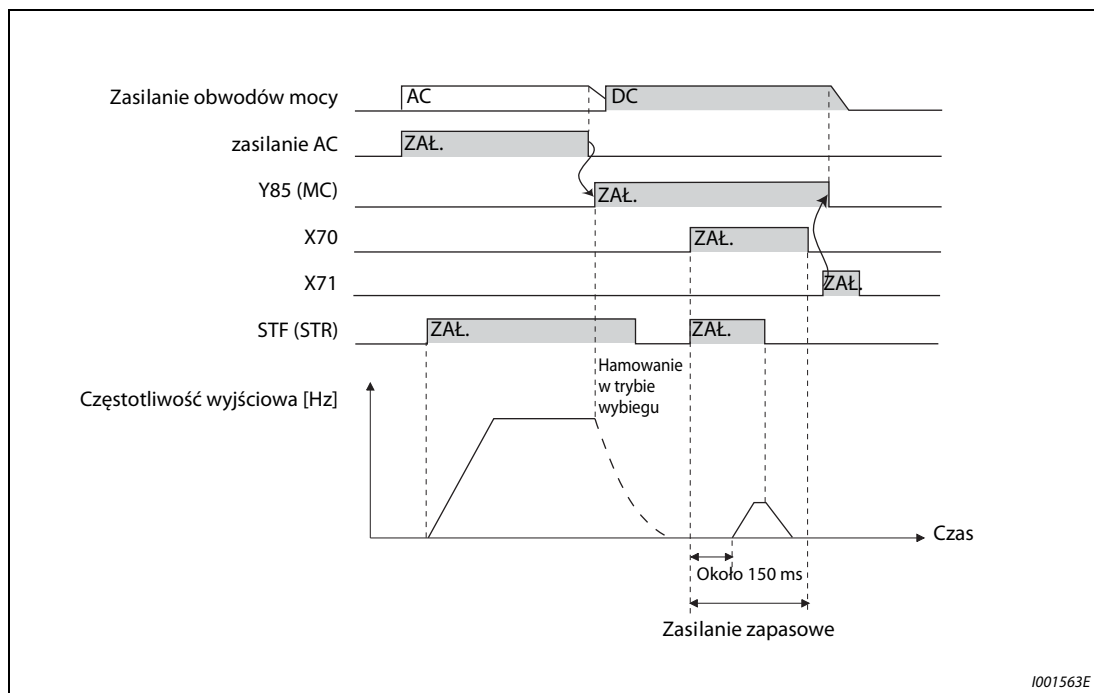 Zasilanie obwodów mocy
AC
DC
zasilanie AC
ZAŁ.
Y85 (MC)
ZAŁ.
X70
ZAŁ.
X71
ZAŁ.
STF (STR)
ZAŁ.
ZAŁ.
Hamowanie
w trybie
wybiegu
Częstotliwość wyjściowa [Hz]
Czas
Około 150 ms
Zasilanie zapasowe
I001563E